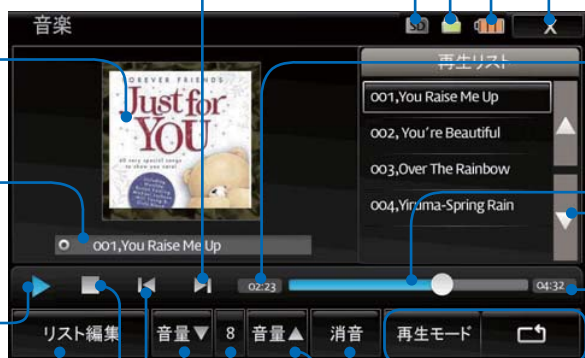 音楽
SD
X
再生リスト
FOREVER FRIENDS
Just for
YOU
001,You Raise Me Up
002, You're Beautiful
003,Over The Rainbow
004,Yiruma-Spring Rain
001,You Raise Me Up
02:23
04:32
リスト編集
音量▼
8
音量▲
消音
再生モード